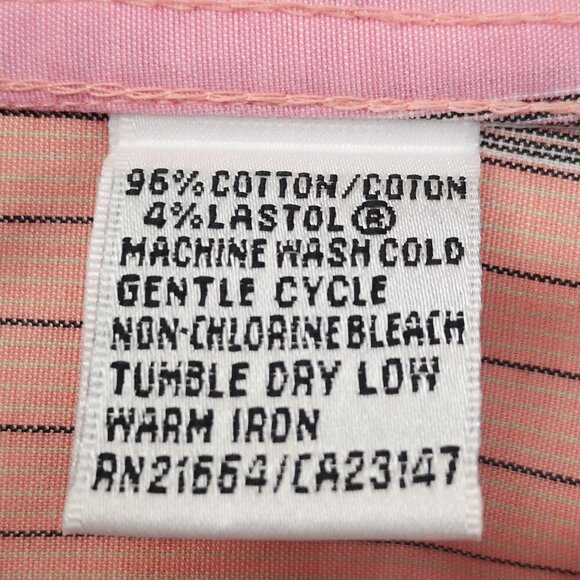 96% COTTON/COTON
4% LASTOL ®
MACHINE WASH COLD
GENTLE CYCLE
NON-CHLORINE BLEACH
TUMBLE DRY LOW
WARM IRON
RN21664/CA23147